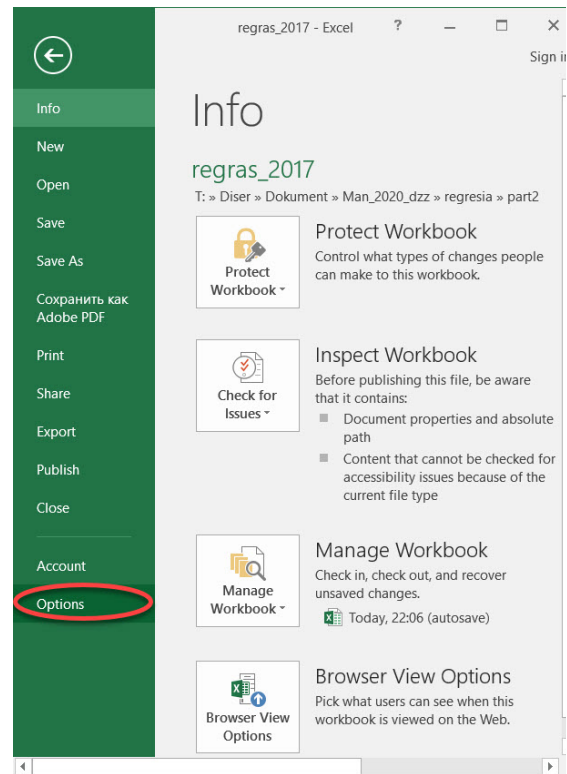 regras_2017 - Excel ?
Sign i
Info
New
Open
Save
Save As
Сохранить как
Adobe PDF
Print
Share
Export
Publish
Close
Account
Options
Info
regras_2017
T: » Diser » Dokument » Man_2020_dzz » regresia » part2
Protect
Workbook
Protect Workbook
Control what types of changes people
can make to this workbook.
Check for
Issues
Inspect Workbook
Before publishing this file, be aware
that it contains:
Document properties and absolute
path
Content that cannot be checked for
accessibility issues because of the
current file type
Manage
Workbook
Manage Workbook
Check in, check out, and recover
unsaved changes.
Today, 22:06 (autosave)
Browser View
Options
Browser View Options
Pick what users can see when this
workbook is viewed on the Web.